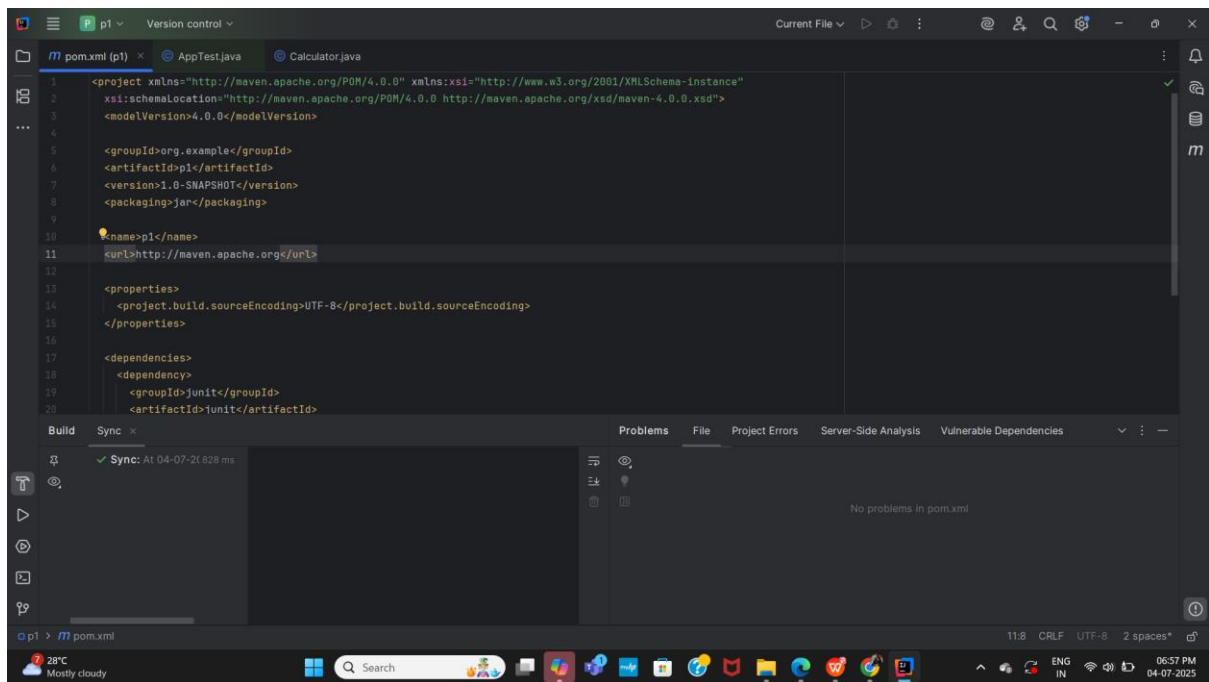 P p1 Version control Current File
m pom.xml (p1) AppTest.java Calculator.java
1 <project xmlns="http://maven.apache.org/POM/4.0.0" xmlns:xsi="http://www.w3.org/2001/XMLSchema-instance"
2 xsi:schemaLocation="http://maven.apache.org/POM/4.0.0 http://maven.apache.org/xsd/maven-4.0.0.xsd">
3 <modelVersion>4.0.0</modelVersion>
4
5 <groupId>org.example</groupId>
6 <artifactId>p1</artifactId>
7 <version>1.0-SNAPSHOT</version>
8 <packaging>jar</packaging>
9
10 <name>p1</name>
11 <url>http://maven.apache.org</url>
12
13 <properties>
14 <project.build.sourceEncoding>UTF-8</project.build.sourceEncoding>
15 </properties>
16
17 <dependencies>
18 <dependency>
19 <groupId>junit</groupId>
20 <artifactId>junit</artifactId>
Build Sync Problems File Project Errors Server-Side Analysis Vulnerable Dependencies
Sync: At 04-07-2( 828 ms
No problems in pom.xml
p1 > m pom.xml 11:8 CRLF UTF-8 2 spaces*
7 28°C
Mostly cloudy
Search
ENG
IN
06:57 PM
04-07-2025